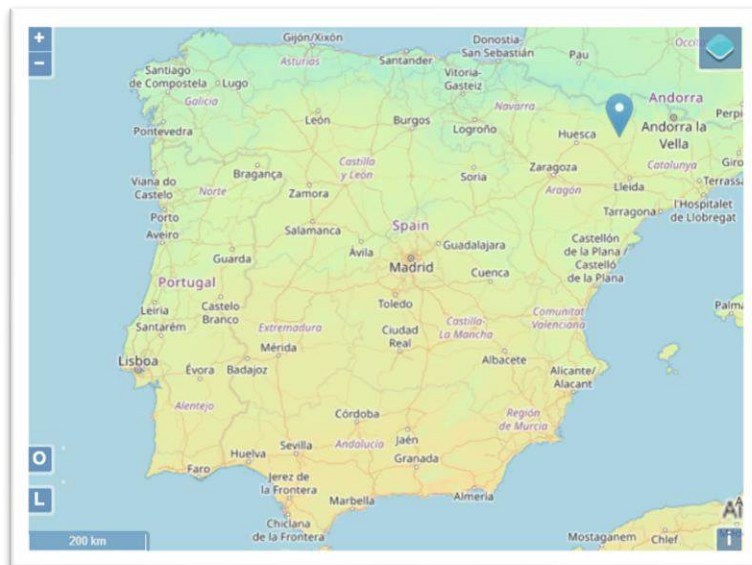 +
−
Gijón/Xixón
Donostia-
San Sebastián
Occit
Santiago
de Compostela
Lugo
Asturias
Santander
Vitoria-
Gasteiz
Pau
Galicia
Navarra
Andorra
Perpi
Pontevedra
León
Burgos
Logroño
Huesca
Andorra la
Vella
Bragança
Castilla
y León
Soria
Zaragoza
Catalunya
Giro
Viana do
Castelo
Norte
Zamora
Aragón
Lleida
Terrassa
Porto
Aveiro
Salamanca
Spain
Tarragona
l'Hospitalet
de Llobregat
Guarda
Ávila
Guadalajara
Castellón
de la Plana /
Castelló
de la Plana
Madrid
Cuenca
Portugal
Toledo
Leiria
Santarém
Castelo
Branco
Extremadura
Ciudad
Real
Castilla-
La Mancha
Comunitat
Valenciana
Palma
Lisboa
Mérida
Évora
Badajoz
Albacete
Alicante/
Alacant
Alentejo
Córdoba
Región
de Murcia
O
Huelva
Sevilla
Andalucía
Jaén
Faro
Granada
L
Jerez de
la Frontera
Marbella
Almería
Chiclana
de la Frontera
200 km
Mostaganem
Chlef
i